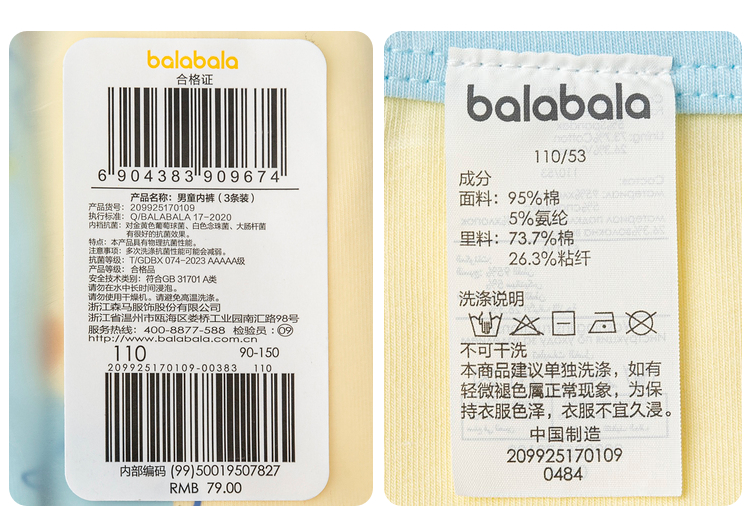 balabala
合格证
6 904383 909674
产品名称：男童内裤（3条装）
产品货号：209925170109
执行标准：Q/BALABALA 17-2020
内档抗菌：对金黄色葡萄球菌、白色念珠菌、大肠杆菌
有很好的抗菌效果。
特点：本产品具有物理抗菌性能。
注意事项：多次洗涤抗菌性能可能会减弱。
抗菌等级：T/GDBX 074-2023 AAAAA级
产品等级：合格品
安全技术类别：符合GB 31701 A类
请勿在水中长时间浸泡。
请勿使用干燥机。请避免高温洗涤。
浙江森马服饰股份有限公司
浙江省温州市瓯海区娄桥工业园南汇路98号
服务热线：400-8877-588 检验员：09
http://www.balabala.com.cn
110 90-150
209925170109-00383 110
内部编码 (99)50019507827
RMB 79.00
balabala
110/53
成分
面料：95%棉
5%氨纶
里料：73.7%棉
26.3%粘纤
洗涤说明
不可干洗
本商品建议单独洗涤，如有
轻微褪色属正常现象，为保
持衣服色泽，衣服不宜久浸。
中国制造
209925170109
0484